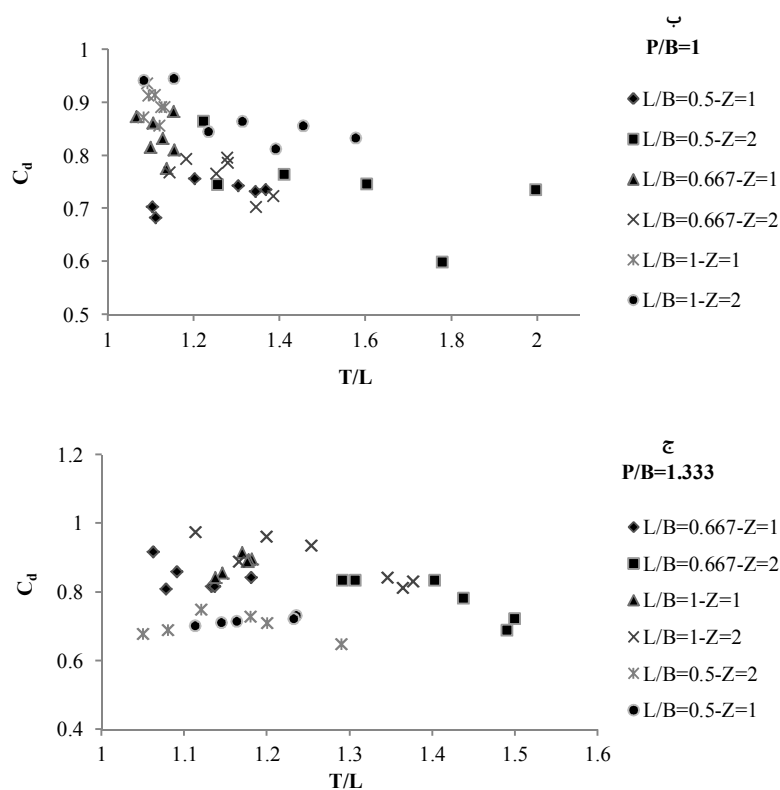 ب
P/B=1
1
0.9
0.8
0.7
0.6
0.5
C_d
1
1.2
1.4
1.6
1.8
2
T/L
L/B=0.5-Z=1
L/B=0.5-Z=2
L/B=0.667-Z=1
L/B=0.667-Z=2
L/B=1-Z=1
L/B=1-Z=2
ج
P/B=1.333
1.2
1
0.8
0.6
0.4
C_d
1
1.1
1.2
1.3
1.4
1.5
1.6
T/L
L/B=0.667-Z=1
L/B=0.667-Z=2
L/B=1-Z=1
L/B=1-Z=2
L/B=0.5-Z=2
L/B=0.5-Z=1